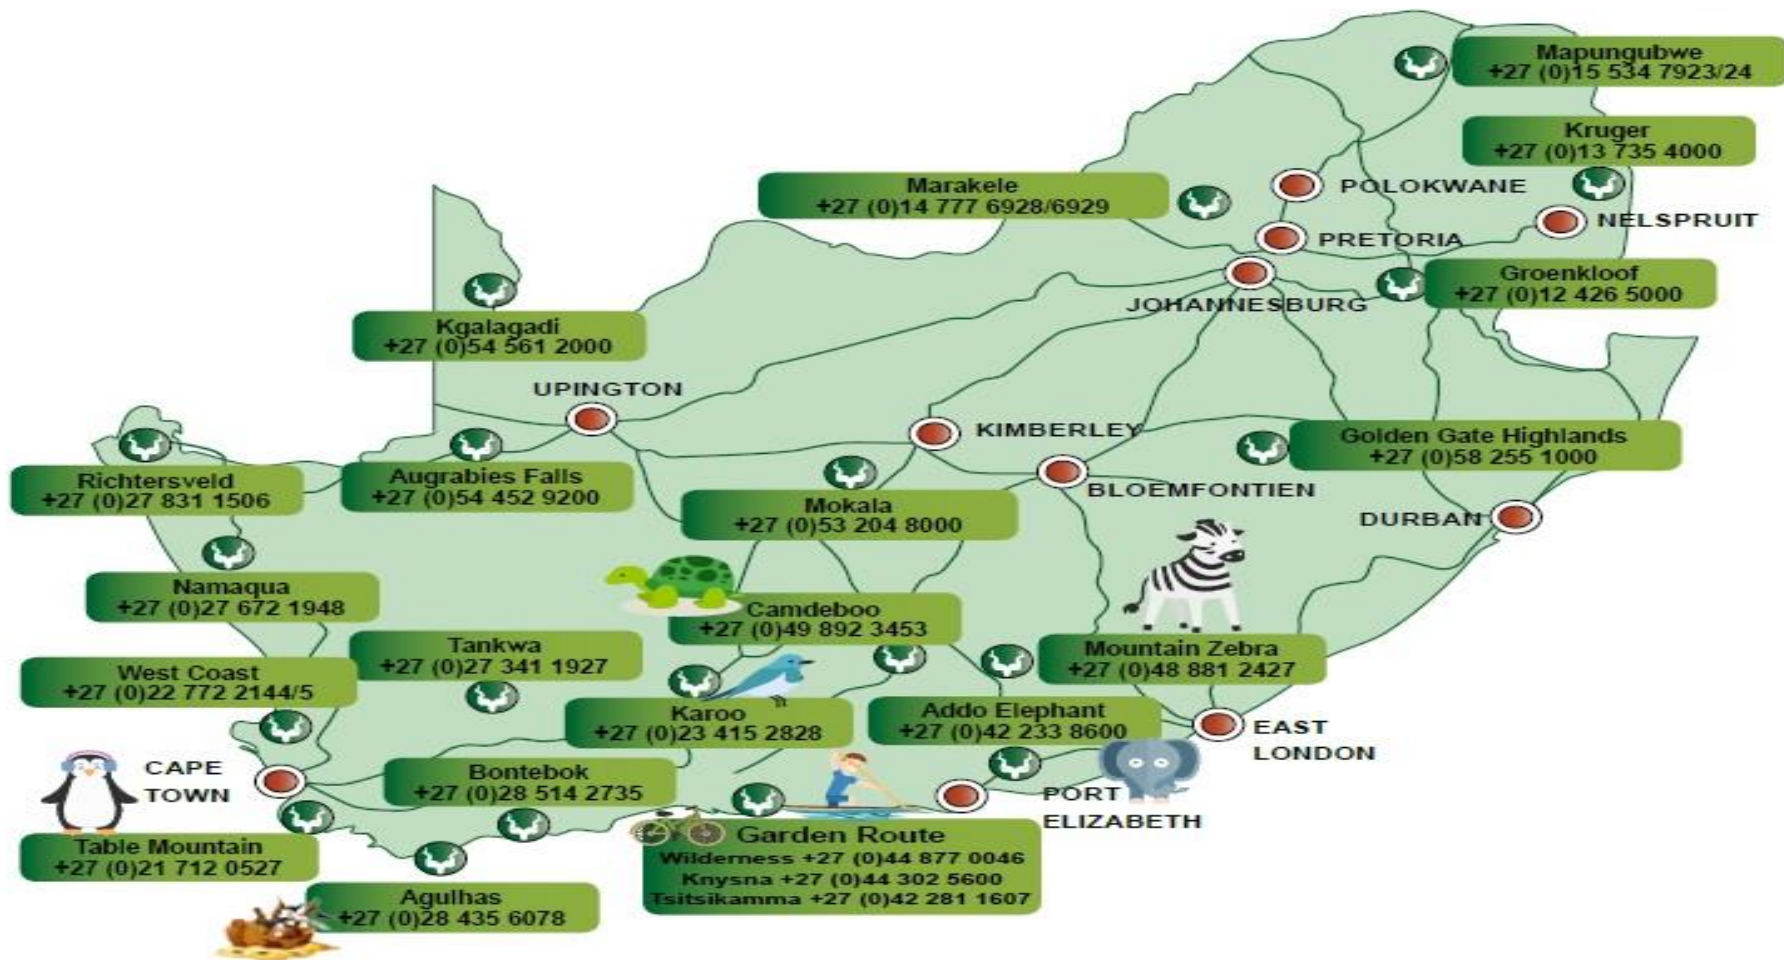 Mapungubwe
+27 (0)15 534 7923/24
Kruger
+27 (0)13 735 4000
Marakele
+27 (0)14 777 6928/6929
POLOKWANE
NELSPRUIT
PRETORIA
Groenkloof
+27 (0)12 426 5000
JOHANNESBURG
Kgalagadi
+27 (0)54 561 2000
UPINGTON
KIMBERLEY
Golden Gate Highlands
+27 (0)58 255 1000
Richtersveld
+27 (0)27 831 1506
Augrabies Falls
+27 (0)54 452 9200
BLOEMFONTIEN
Mokala
+27 (0)53 204 8000
DURBAN
Namaqua
+27 (0)27 672 1948
Camdeboo
+27 (0)49 892 3453
Tankwa
+27 (0)27 341 1927
Mountain Zebra
+27 (0)48 881 2427
West Coast
+27 (0)22 772 2144/5
Karoo
+27 (0)23 415 2828
Addo Elephant
+27 (0)42 233 8600
EAST
LONDON
CAPE
TOWN
Bontebok
+27 (0)28 514 2735
PORT
ELIZABETH
Table Mountain
+27 (0)21 712 0527
Garden Route
Wilderness +27 (0)44 877 0046
Knysna +27 (0)44 302 5600
Tsitsikamma +27 (0)42 281 1607
Agulhas
+27 (0)28 435 6078